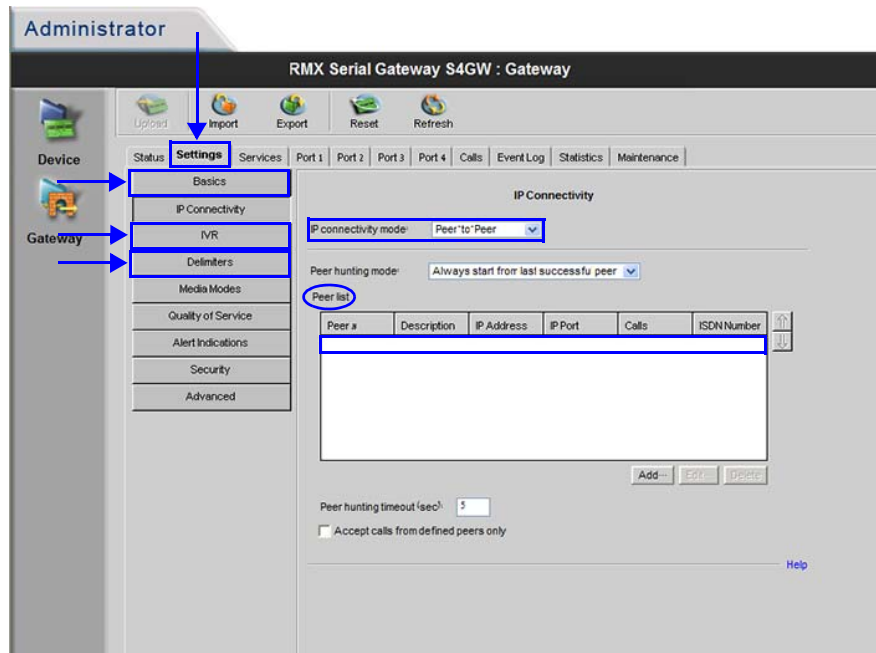 Administrator
RMX Serial Gateway S4GW : Gateway
Upload Import Export Reset Refresh
Device
Gateway
Status Settings Services Port 1 Port 2 Port 3 Port 4 Calls Event Log Statistics Maintenance
Basics
IP Connectivity
IVR
Delimiters
Media Modes
Quality of Service
Alert Indications
Security
Advanced
IP Connectivity
IP connectivity mode: Peer-to-Peer
Peer hunting mode: Always start from last successfu peer
Peer list
Peer # Description IP Address IP Port Calls ISDN Number
Add... Edit... Delete
Peer hunting timeout (sec): 5
Accept calls from defined peers only
Help